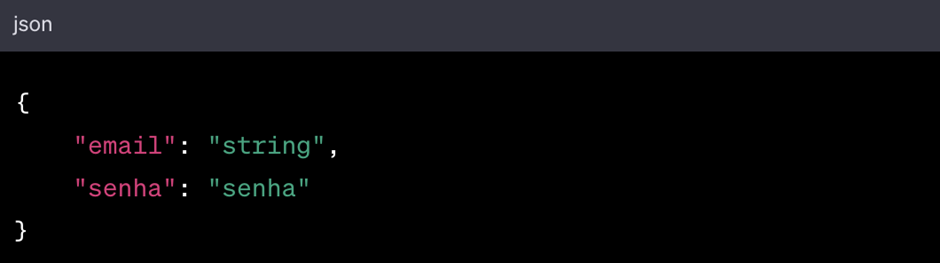 json
{
"email": "string",
"senha": "senha"
}